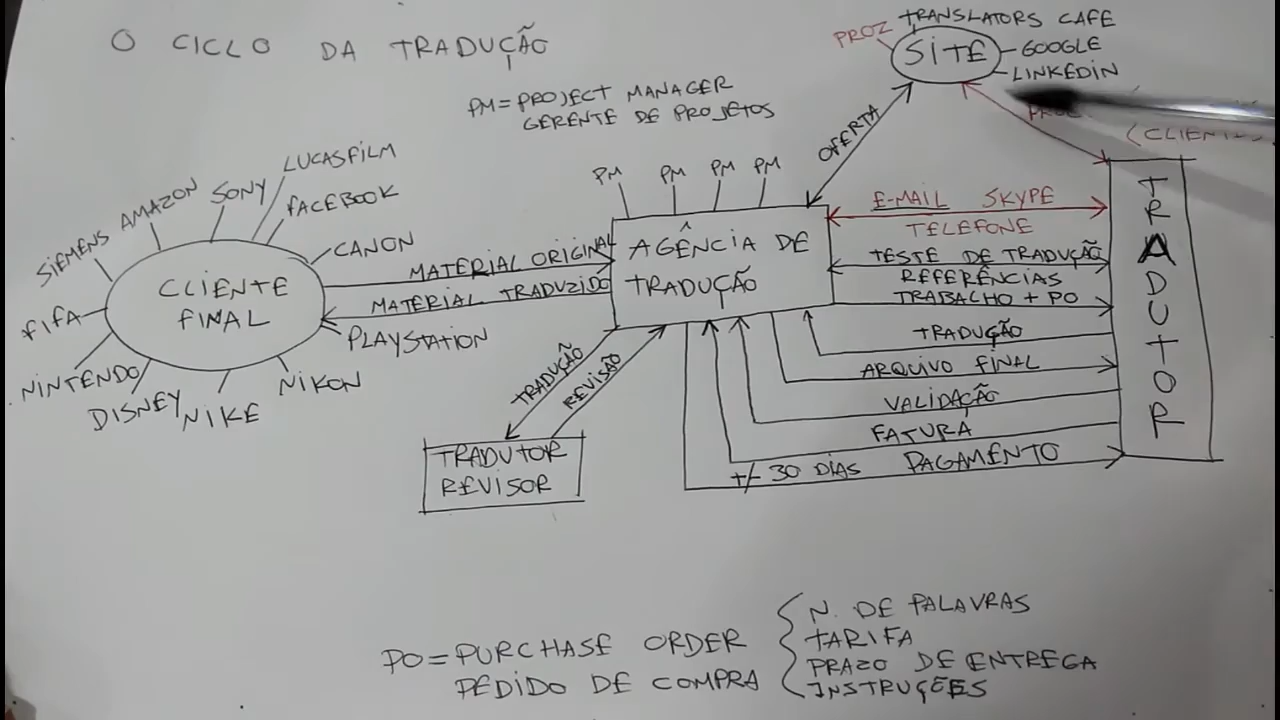 O CICLO DA TRADUÇÃO
PM = PROJECT MANAGER
GERENTE DE PROJETOS
PROZ
TRANSLATORS CAFE
SITE
GOOGLE
LINKEDIN
OFERTA
(CLIEN
PM
PM
PM
PM
SIEMENS
AMAZON
SONY
LUCASFILM
FACEBOOK
CANON
FIFA
CLIENTE
FINAL
NINTENDO
DISNEY
NIKE
NIKON
PLAYSTATION
MATERIAL ORIGINAL
MATERIAL TRADUZIDO
AGÊNCIA DE
TRADUÇÃO
E-MAIL SKYPE
TELEFONE
TESTE DE TRADUÇÃO
REFERÊNCIAS
TRABACHO + PO
TRADUÇÃO
ARQUIVO FINAL
VALIDAÇÃO
FATURA
+/- 30 DIAS PAGAMENTO
TRADUTOR
TRADUÇÃO
REVISÃO
TRADUTOR
REVISOR
PO = PURCHASE ORDER
PEDIDO DE COMPRA
N. DE PALAVRAS
TARIFA
PRAZO DE ENTREGA
INSTRUÇEES